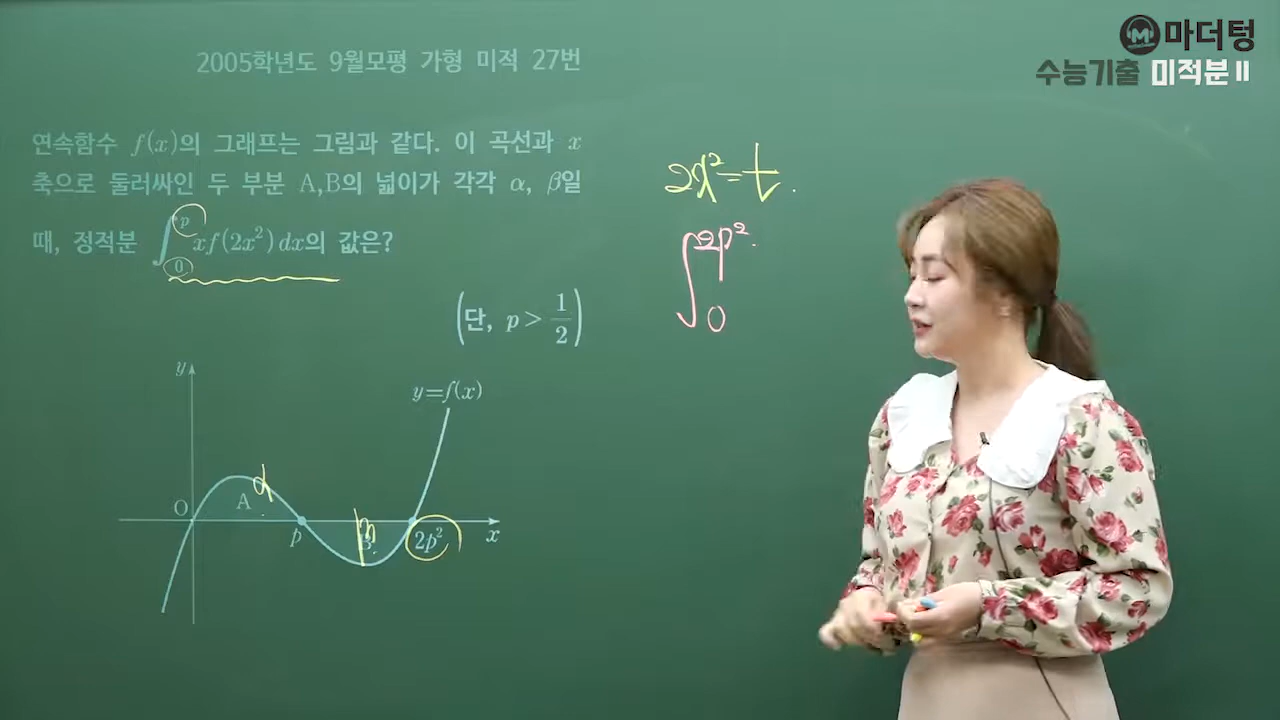 마더텅
수능기출 미적분 II
2005학년도 9월모평 가형 미적 27번
연속함수 f(x)의 그래프는 그림과 같다. 이 곡선과 x
축으로 둘러싸인 두 부분 A,B의 넓이가 각각 α, β일
때, 정적분 ∫₀ᵖ xf(2x²)dx의 값은?
(단, p > 1/2)
2x²=t.
∫₀^2p²
y
y=f(x)
O
A
α
p
β
B
2p²
x